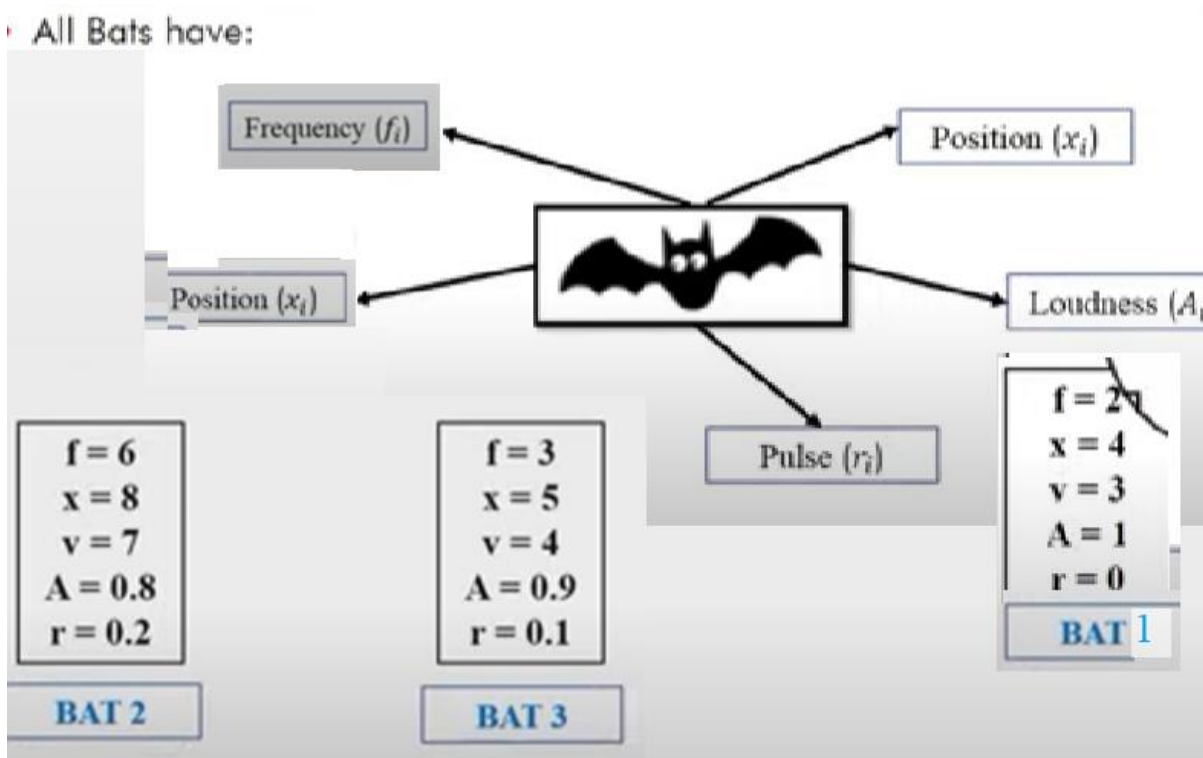 All Bats have:
Frequency (fᵢ)
Position (xᵢ)
Position (xᵢ)
Loudness (A
Pulse (rᵢ)
f = 6
x = 8
v = 7
A = 0.8
r = 0.2
BAT 2
f = 3
x = 5
v = 4
A = 0.9
r = 0.1
BAT 3
f = 2
x = 4
v = 3
A = 1
r = 0
BAT 1